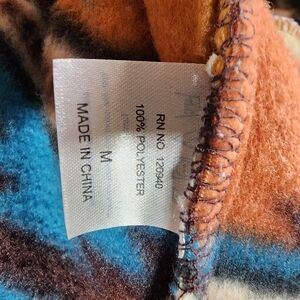 RN NO. 120940
100% POLYESTER
M
MADE IN CHINA